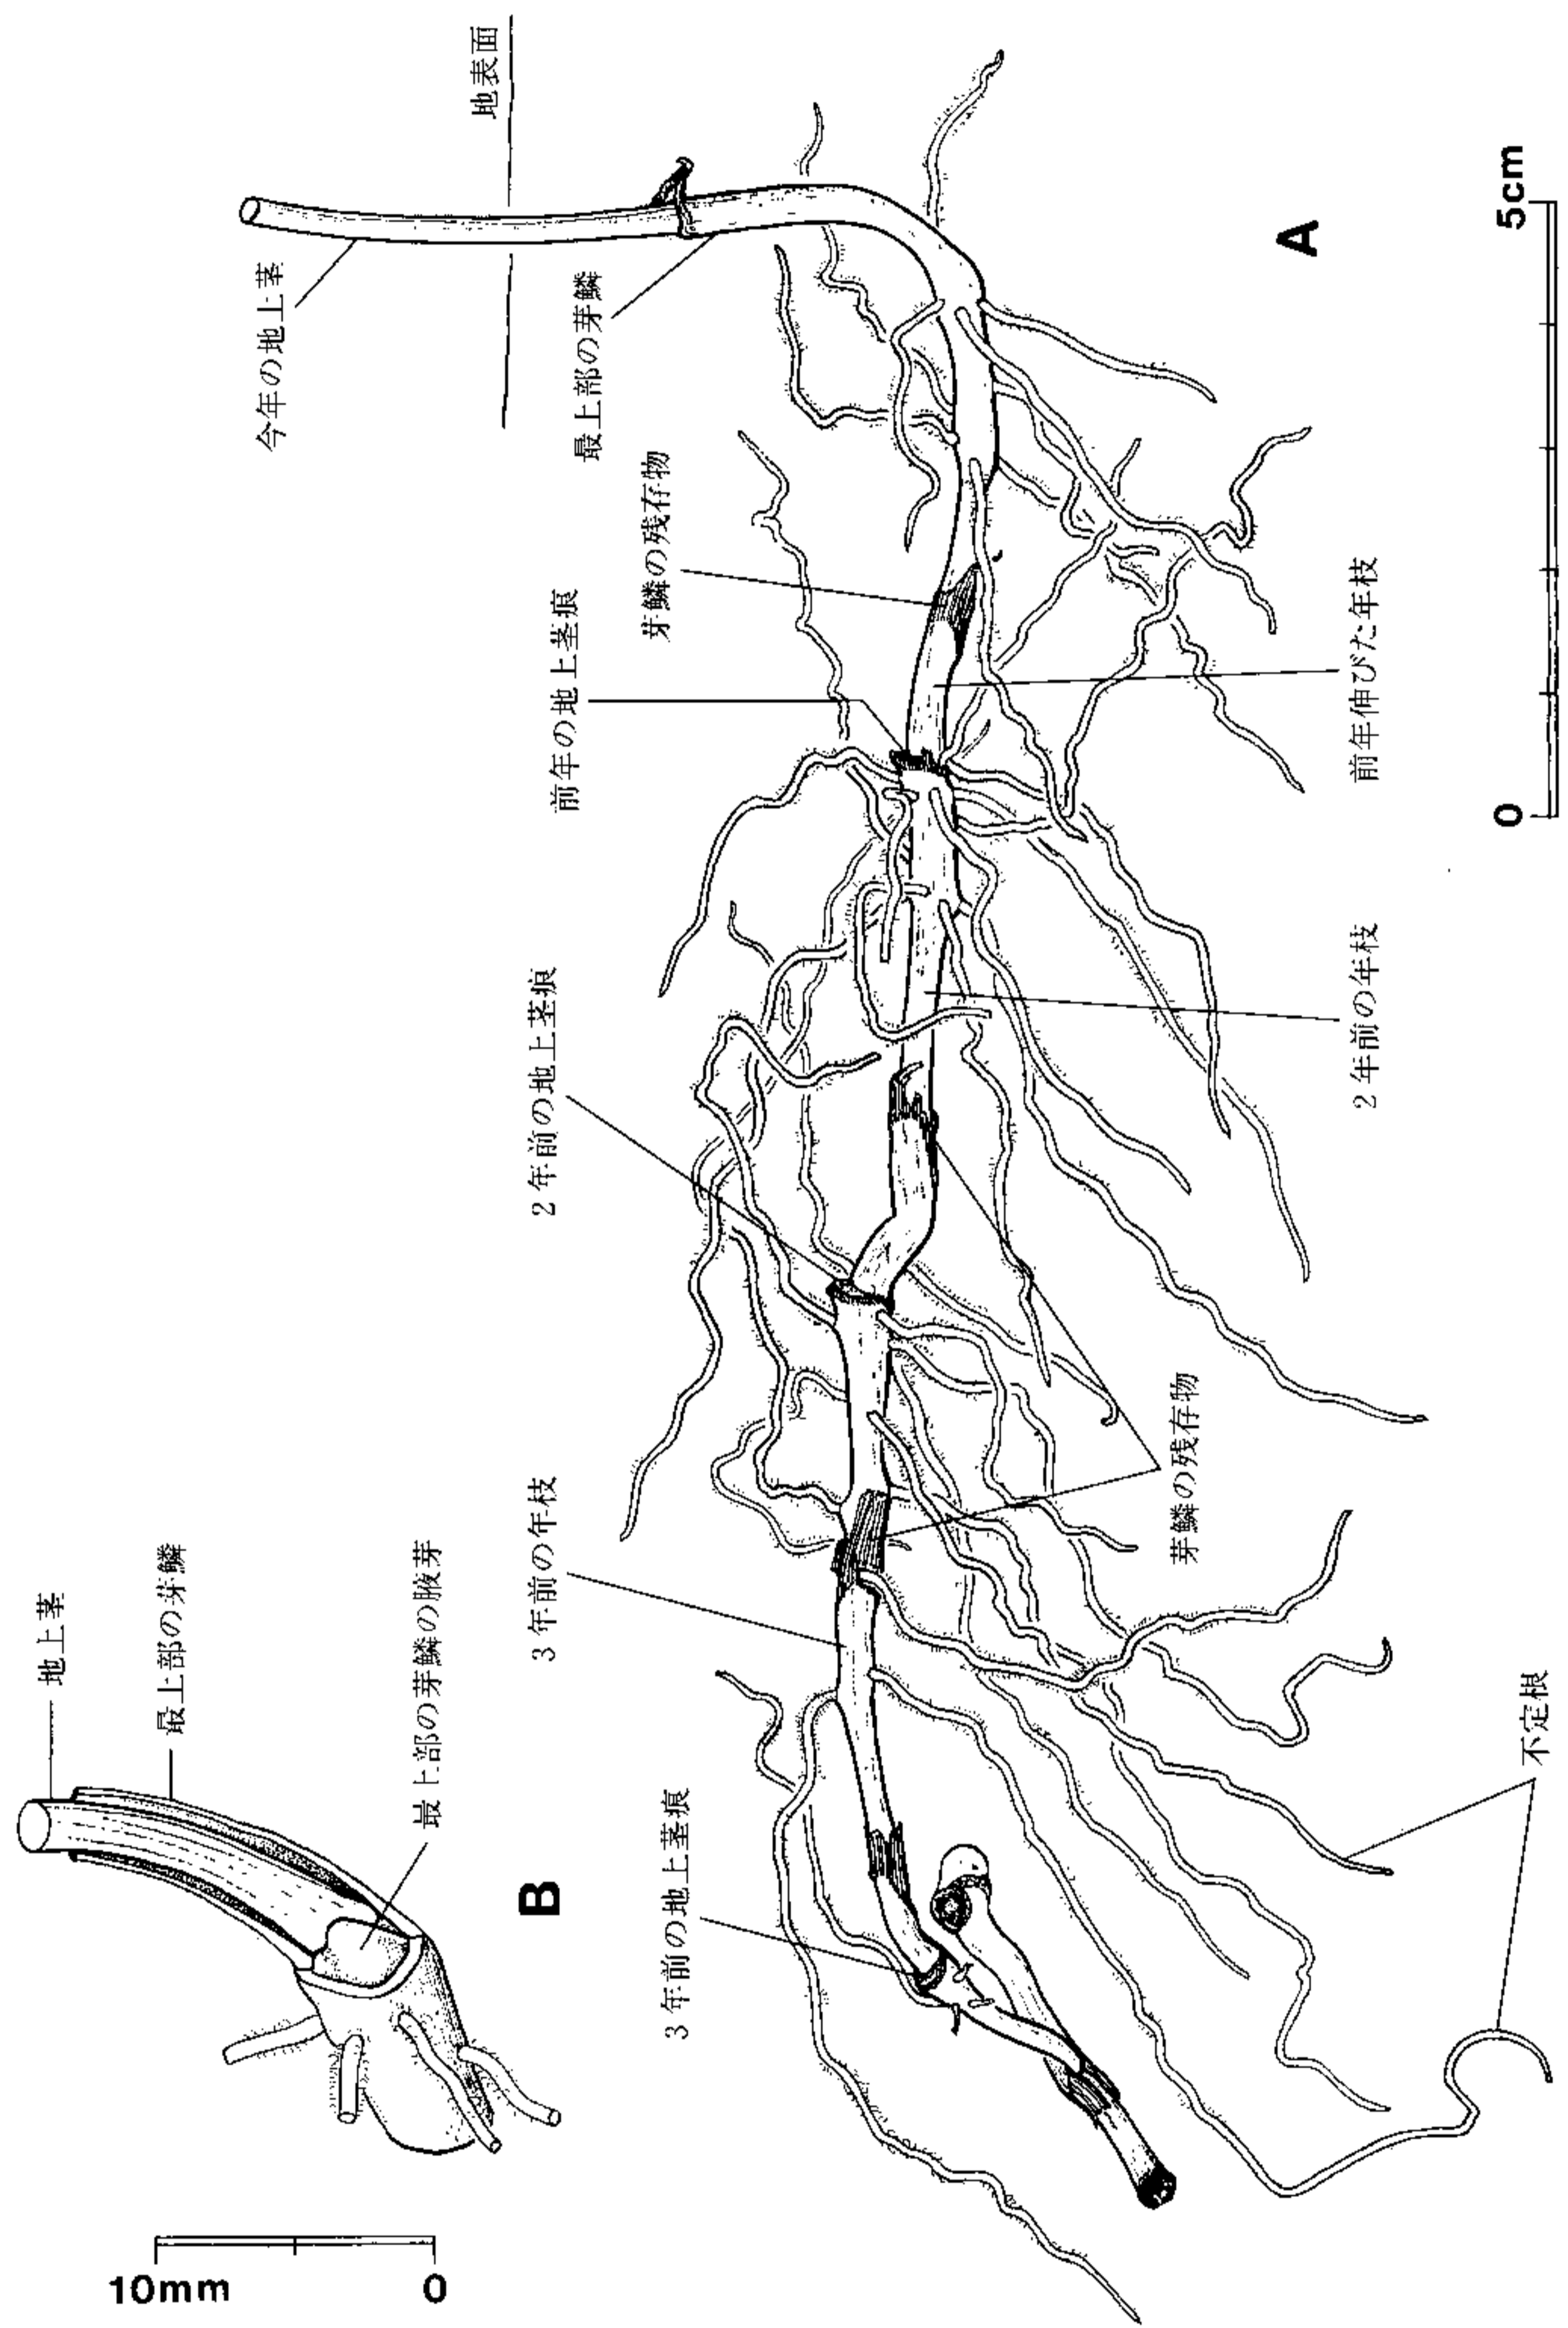 地上茎
最上部の芽鱗
最上部の芽鱗の腋芽
10mm
0
B
地表面
今年の地上茎
最上部の芽鱗
芽鱗の残存物
前年の地上茎痕
2年前の地上茎痕
3年前の年枝
3年前の地上茎痕
前年伸びた年枝
2年前の年枝
芽鱗の残存物
不定根
A
0
5cm